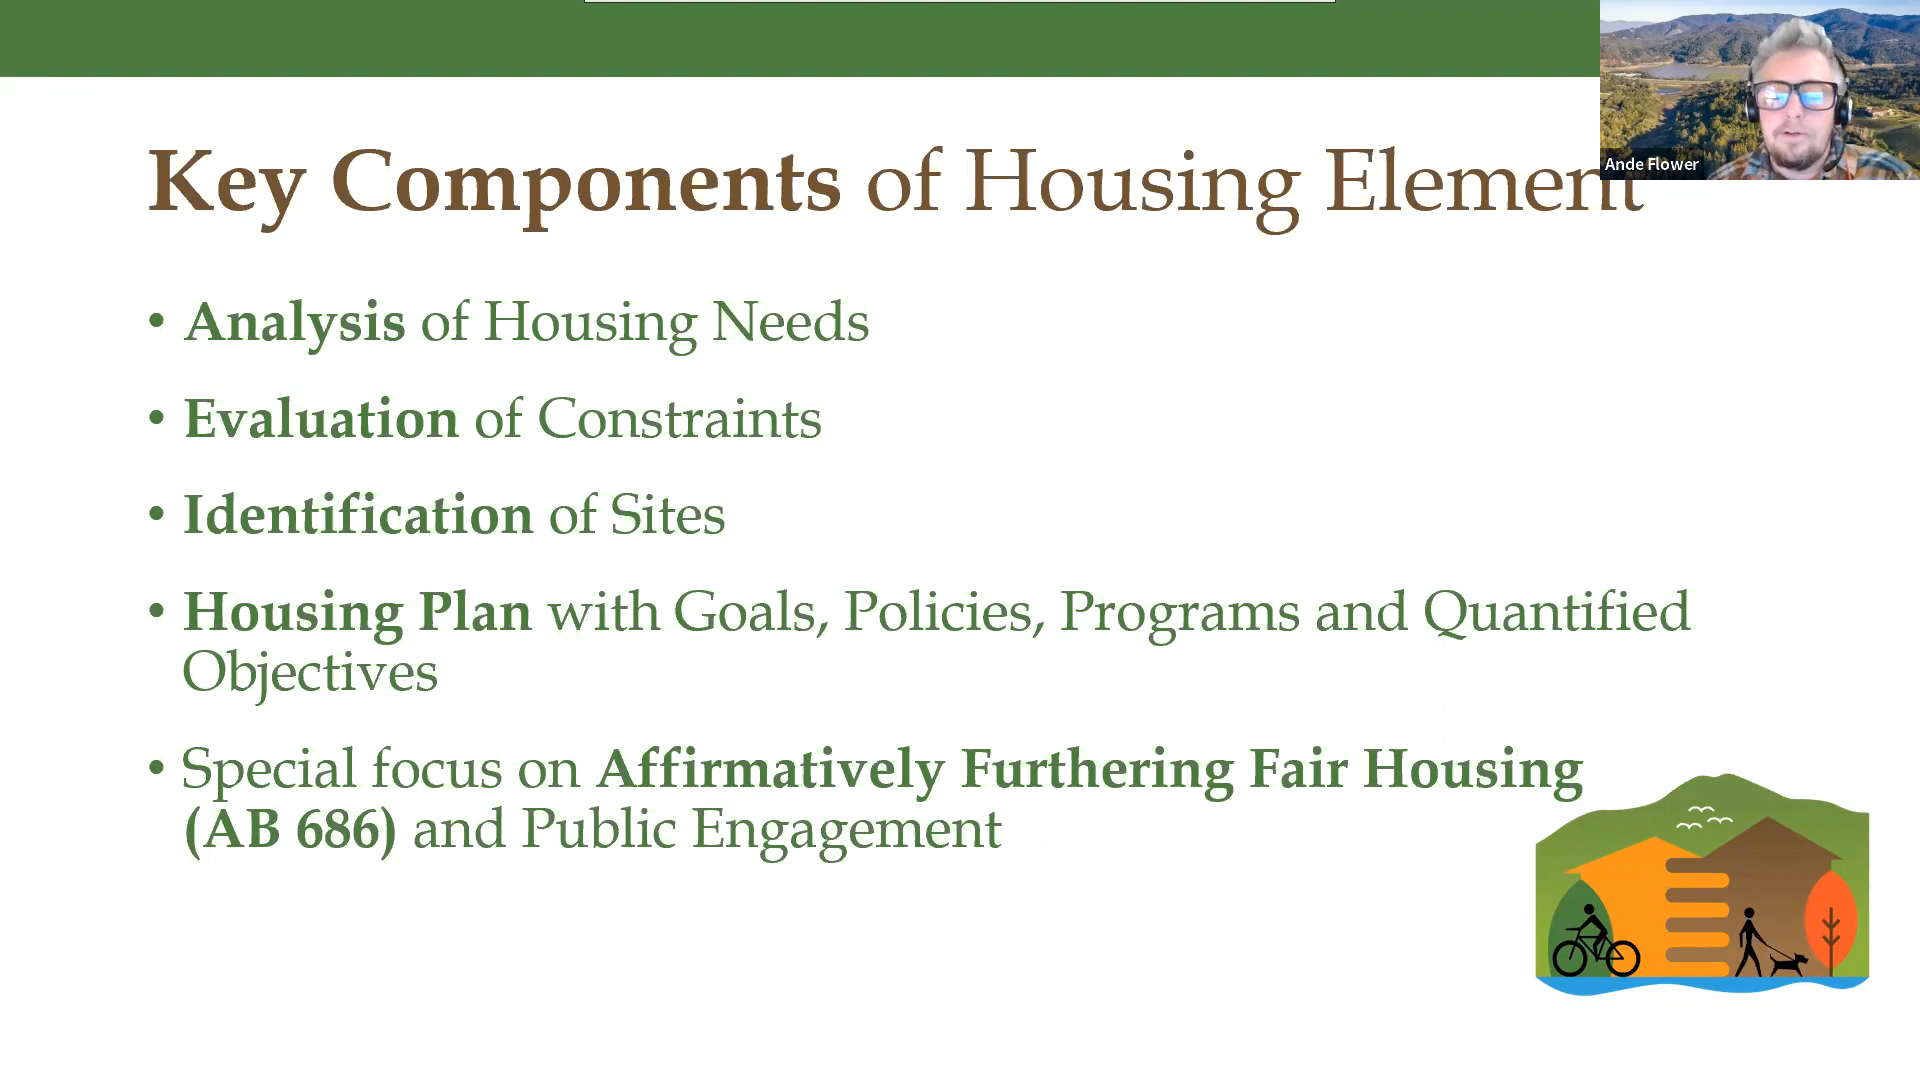 Ande Flower
Key Components of Housing Element
• Analysis of Housing Needs
• Evaluation of Constraints
• Identification of Sites
• Housing Plan with Goals, Policies, Programs and Quantified
Objectives
• Special focus on Affirmatively Furthering Fair Housing
(AB 686) and Public Engagement